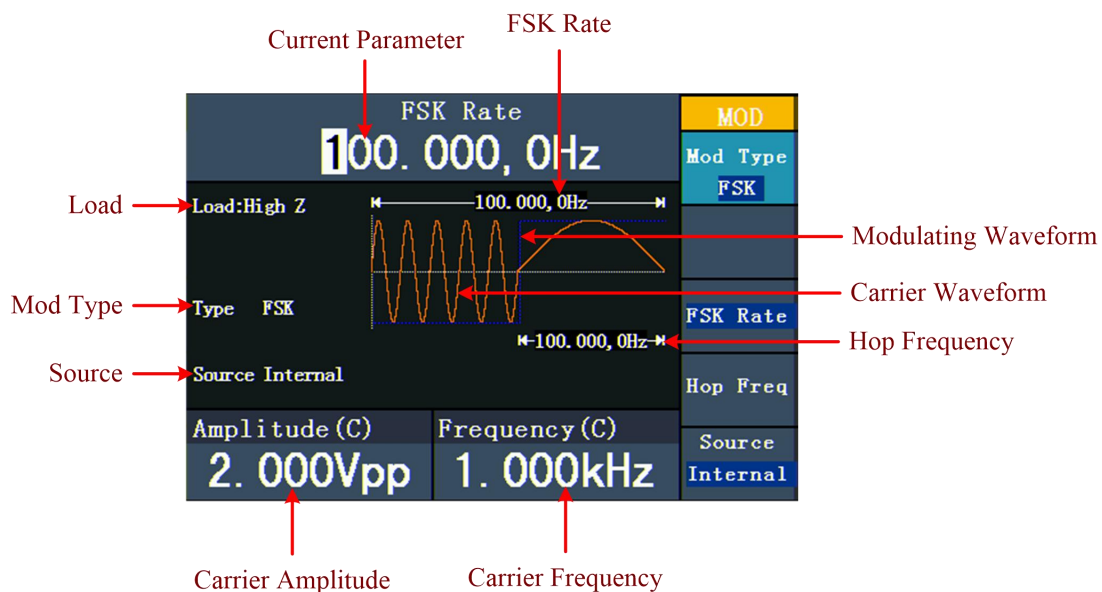 FSK Rate
Current Parameter
FSK Rate
100.000,0Hz
MOD
Mod Type
FSK
Load
Load:High Z
100.000,0Hz
Modulating Waveform
Carrier Waveform
Mod Type
Type FSK
FSK Rate
100.000,0Hz
Hop Frequency
Source
Source Internal
Hop Freq
Amplitude(C)
Frequency(C)
Source
2.000Vpp
1.000kHz
Internal
Carrier Amplitude
Carrier Frequency